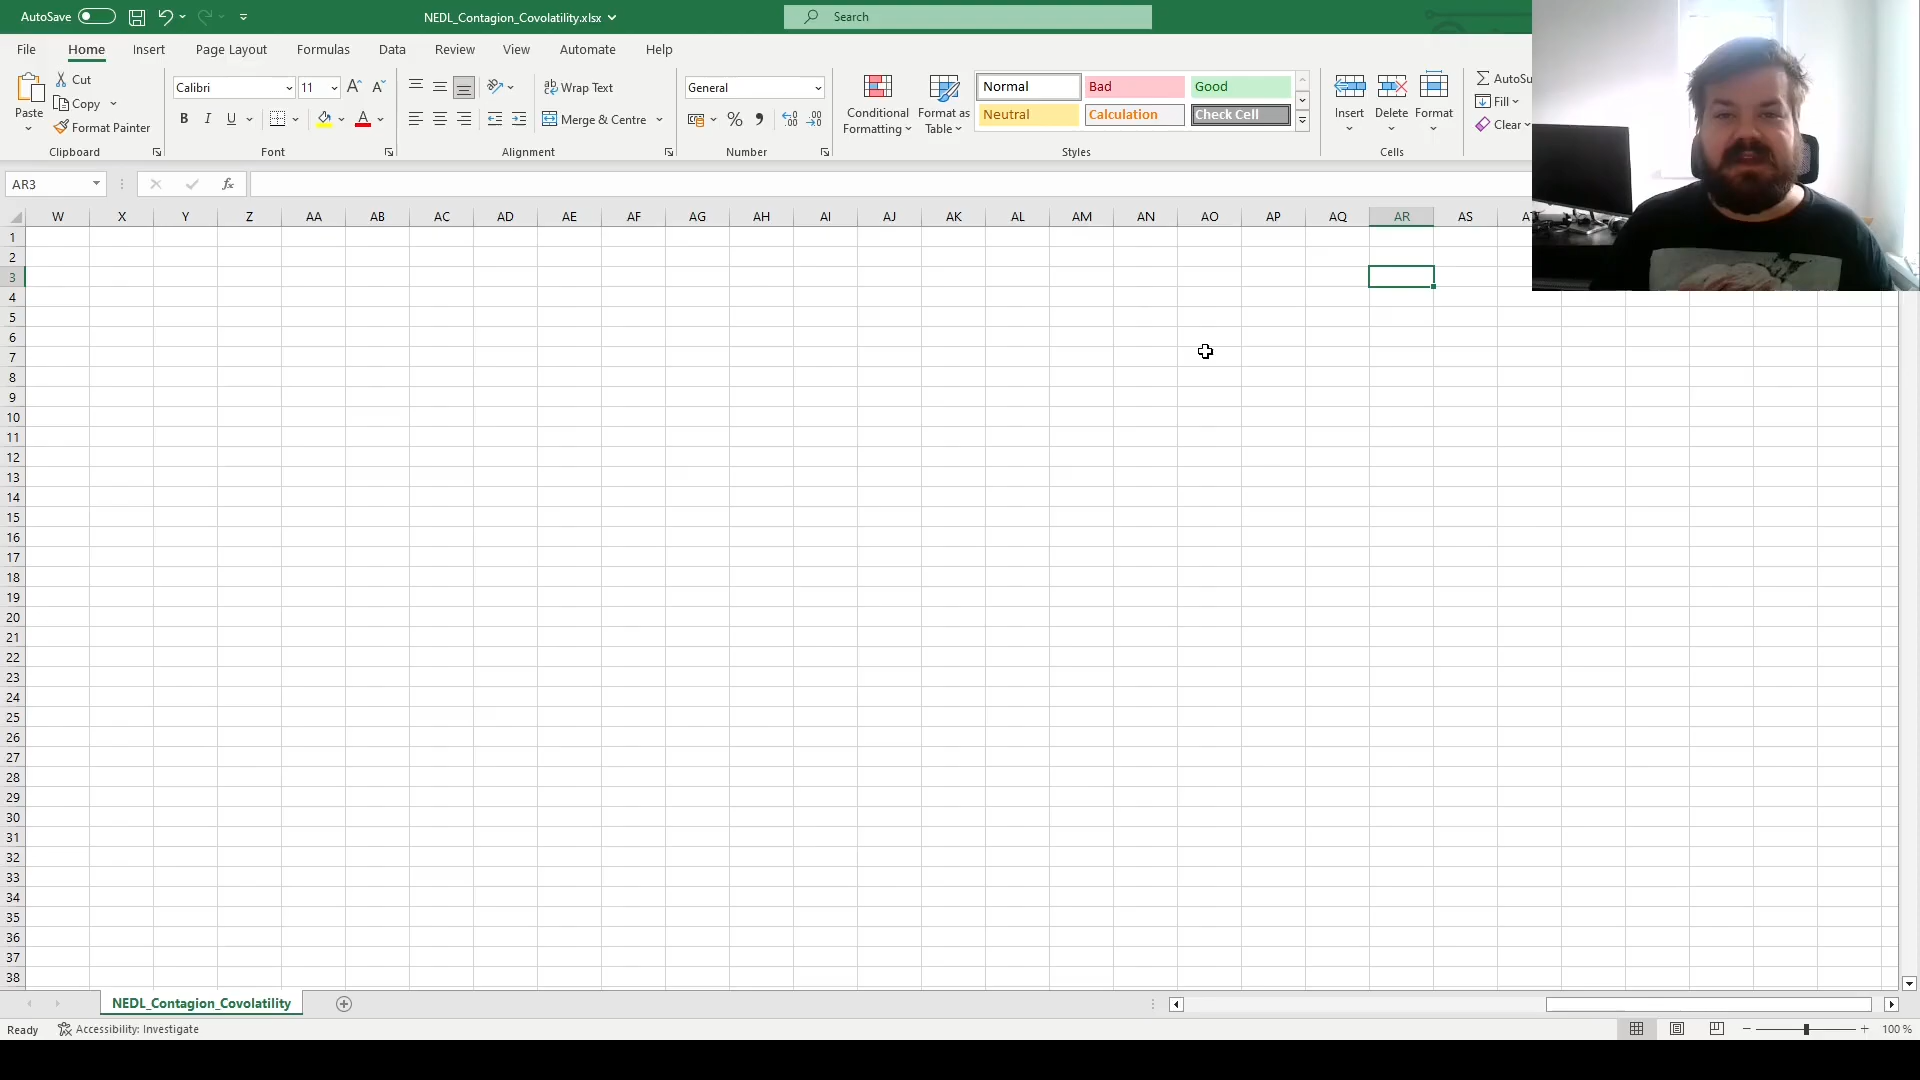 AutoSave
NEDL_Contagion_Covolatility.xlsx
Search
File Home Insert Page Layout Formulas Data Review View Automate Help
Paste
Cut
Copy
Format Painter
Clipboard
Calibri 11
B I U
Font
Wrap Text
Merge & Centre
Alignment
General
%
Number
Conditional Formatting
Format as Table
Normal Bad Good
Neutral Calculation Check Cell
Styles
Insert Delete Format
Cells
AutoSu
Fill
Clear
AR3
fx
W X Y Z AA AB AC AD AE AF AG AH AI AJ AK AL AM AN AO AP AQ AR AS
1
2
3
4
5
6
7
8
9
10
11
12
13
14
15
16
17
18
19
20
21
22
23
24
25
26
27
28
29
30
31
32
33
34
35
36
37
38
NEDL_Contagion_Covolatility
Ready Accessibility: Investigate
100 %